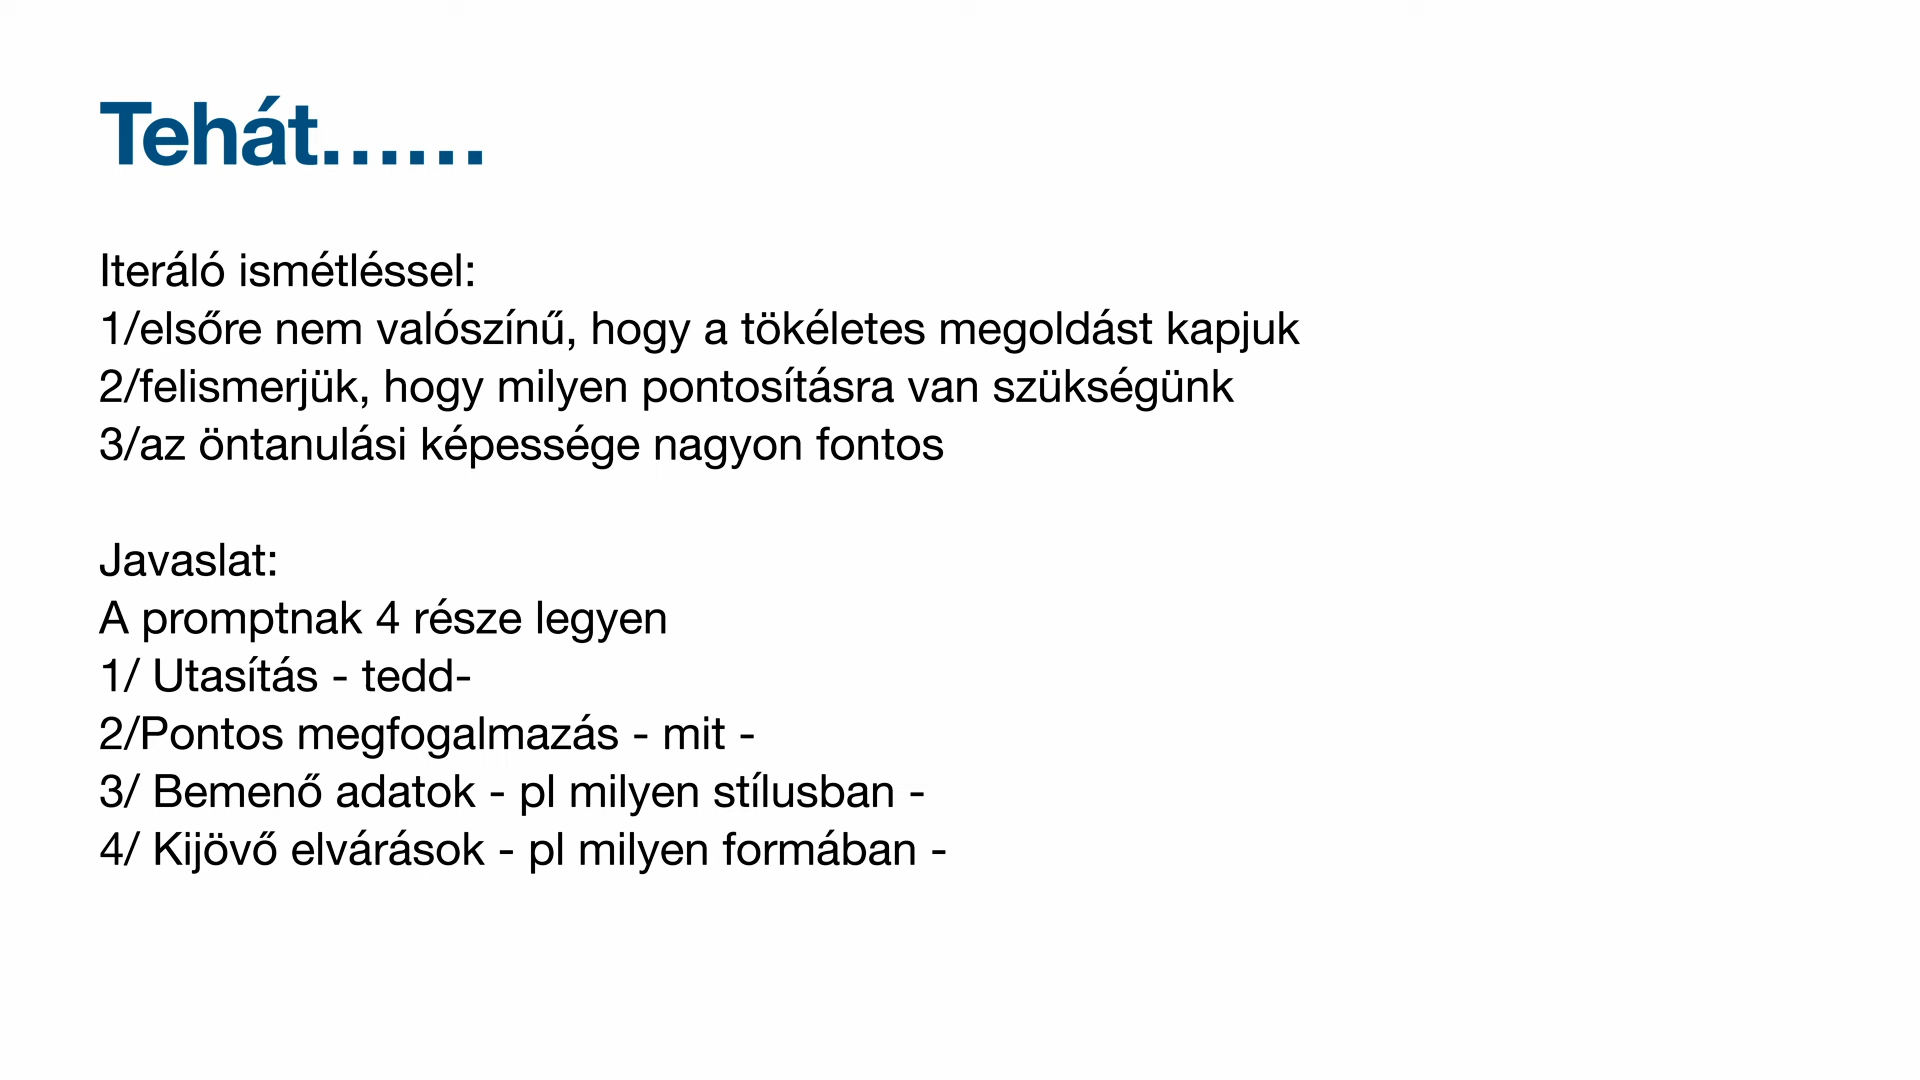 Tehát......
Iteráló ismétléssel:
1/elsőre nem valószínű, hogy a tökéletes megoldást kapjuk
2/felismerjük, hogy milyen pontosításra van szükségünk
3/az öntanulási képessége nagyon fontos
Javaslat:
A promptnak 4 része legyen
1/ Utasítás - tedd-
2/Pontos megfogalmazás - mit -
3/ Bemenő adatok - pl milyen stílusban -
4/ Kijövő elvárások - pl milyen formában -